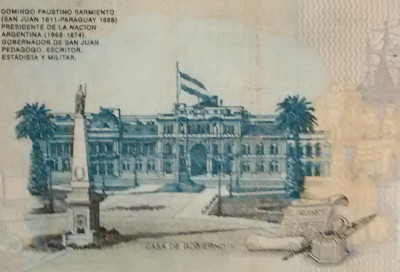 DOMINGO FAUSTINO SARMIENTO
(SAN JUAN 1811-PARAGUAY 1888)
PRESIDENTE DE LA NACION
ARGENTINA (1868-1874),
GOBERNADOR DE SAN JUAN,
PEDAGOGO, ESCRITOR,
ESTADISTA Y MILITAR.
CASA DE GOBIERNO